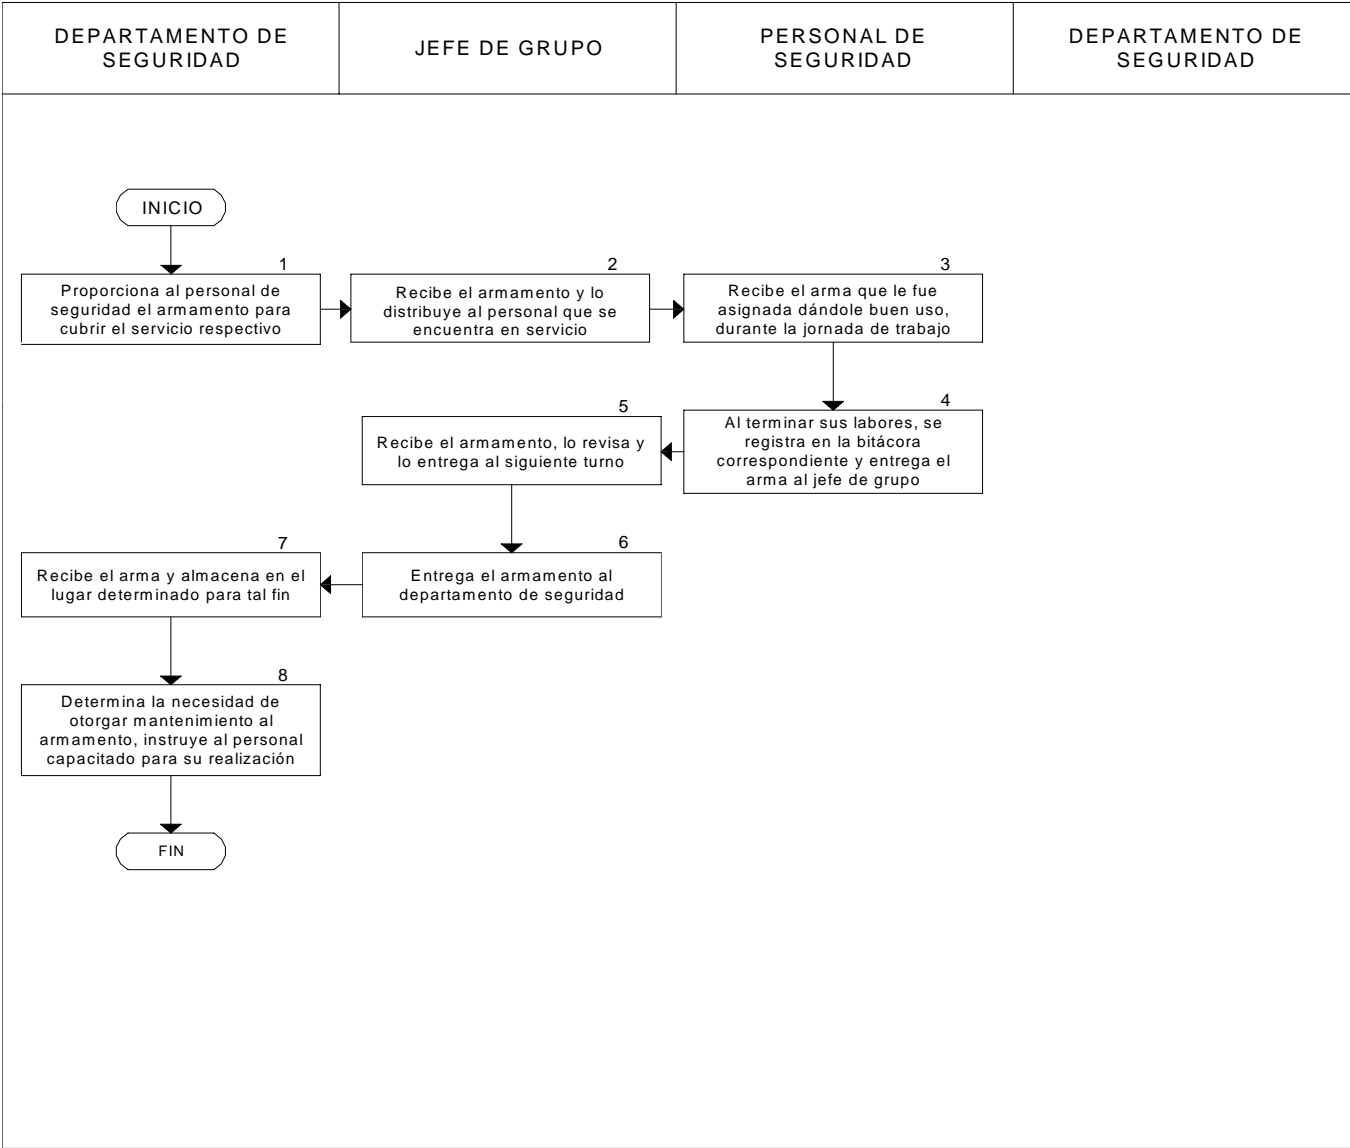 DEPARTAMENTO DE
SEGURIDAD
JEFE DE GRUPO
PERSONAL DE
SEGURIDAD
DEPARTAMENTO DE
SEGURIDAD
INICIO
1
Proporciona al personal de
seguridad el armamento para
cubrir el servicio respectivo
2
Recibe el armamento y lo
distribuye al personal que se
encuentra en servicio
3
Recibe el arma que le fue
asignada dándole buen uso,
durante la jornada de trabajo
4
Al terminar sus labores, se
registra en la bitácora
correspondiente y entrega el
arma al jefe de grupo
5
Recibe el armamento, lo revisa y
lo entrega al siguiente turno
6
Entrega el armamento al
departamento de seguridad
7
Recibe el arma y almacena en el
lugar determinado para tal fin
8
Determina la necesidad de
otorgar mantenimiento al
armamento, instruye al personal
capacitado para su realización
FIN